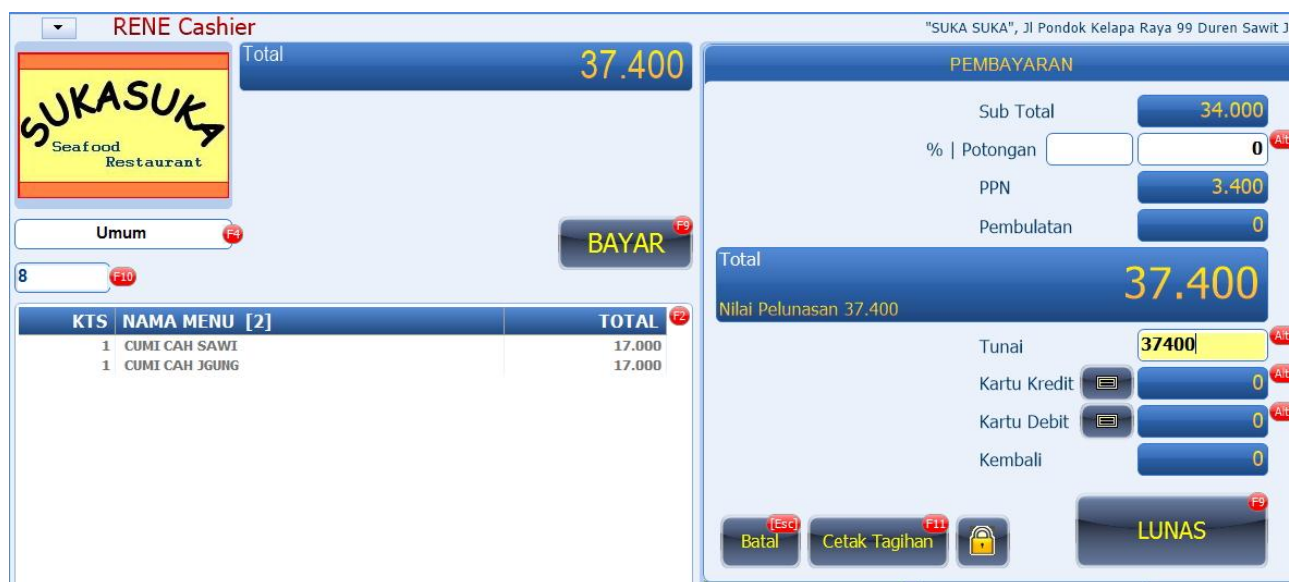 RENE Cashier
"SUKA SUKA", Jl Pondok Kelapa Raya 99 Duren Sawit J
SUKASUKA
Seafood
Restaurant
Total
37.400
Umum F4
8 F10
BAYAR F9
KTS NAMA MENU [2] TOTAL F2
1 CUMI CAH SAWI 17.000
1 CUMI CAH JGUNG 17.000
PEMBAYARAN
Sub Total 34.000
% | Potongan 0 Alt
PPN 3.400
Pembulatan 0
Total
37.400
Nilai Pelunasan 37.400
Tunai 37400 Alt
Kartu Kredit 0 Alt
Kartu Debit 0 Alt
Kembali 0
Batal [Esc]
Cetak Tagihan F11
LUNAS F9